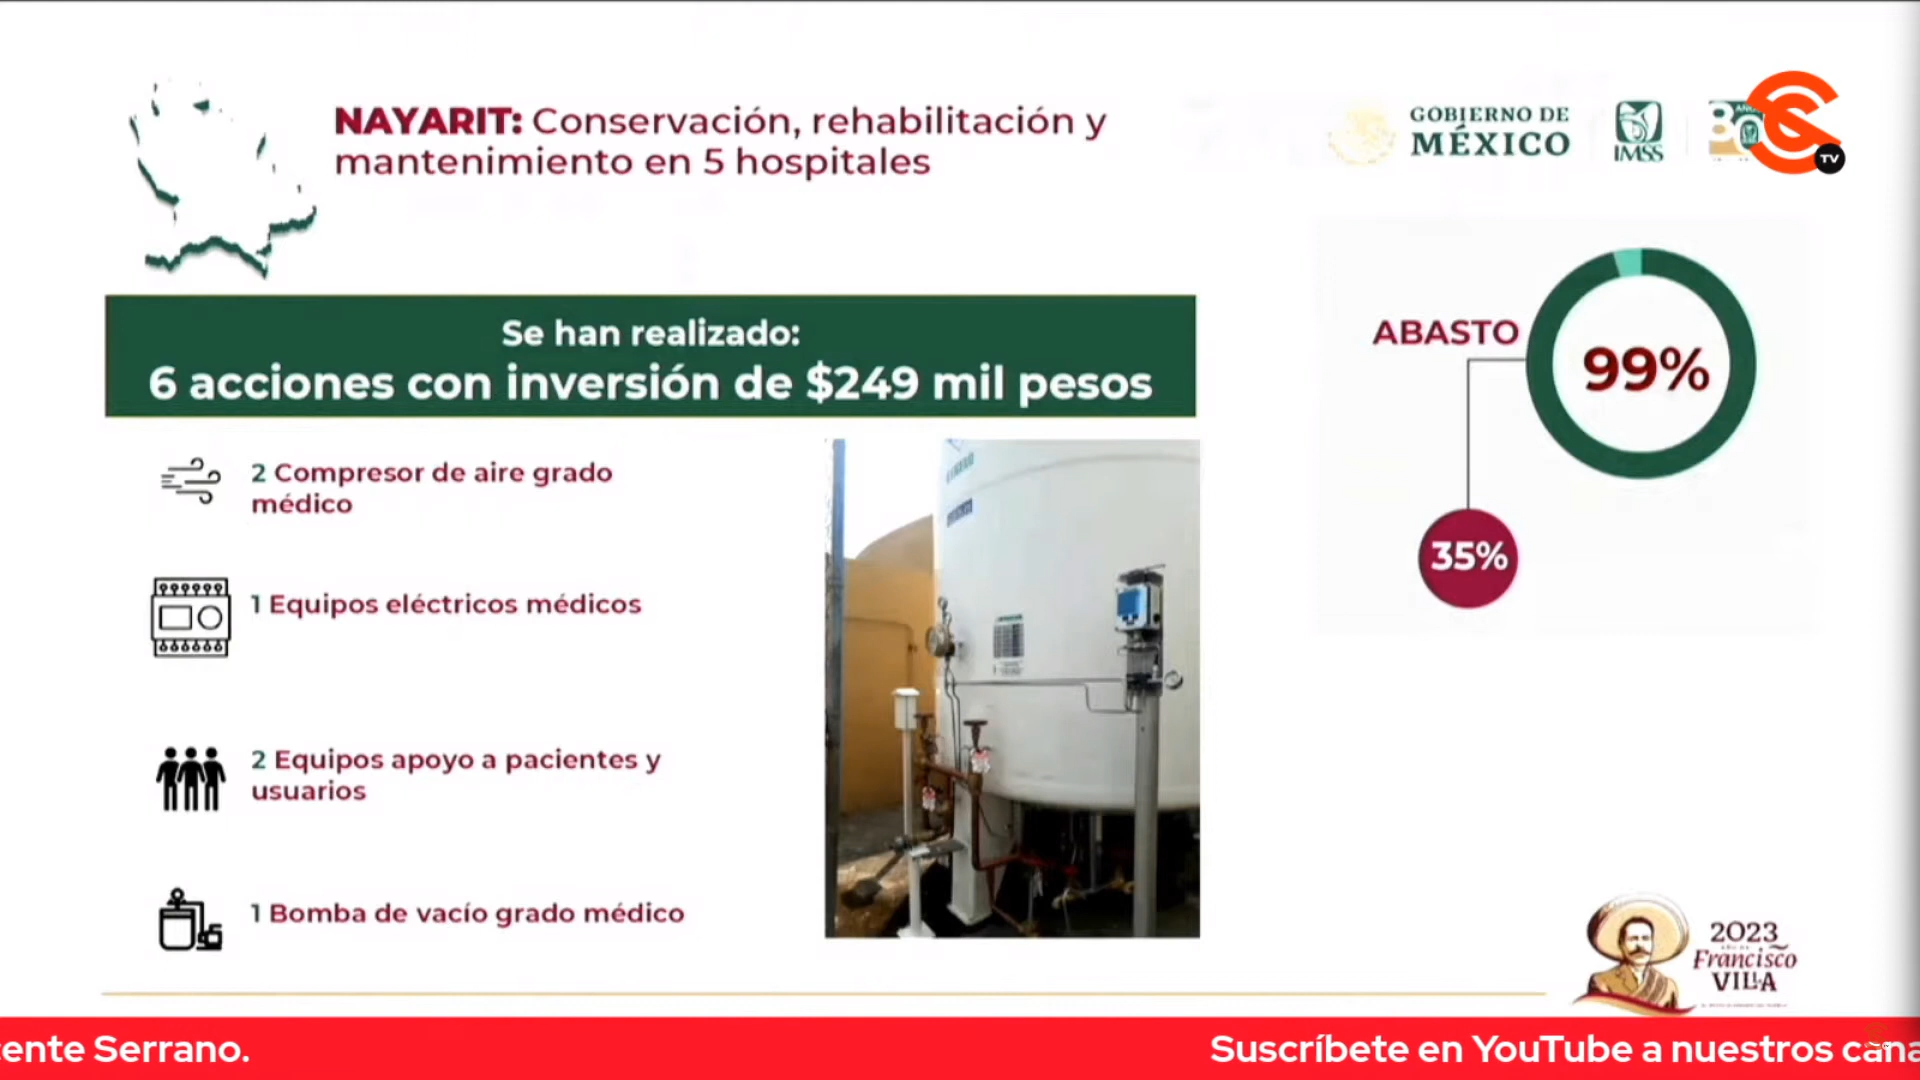 NAYARIT: Conservación, rehabilitación y
mantenimiento en 5 hospitales
GOBIERNO DE
MÉXICO
IMSS
TV
Se han realizado:
6 acciones con inversión de $249 mil pesos
ABASTO
99%
35%
2 Compresor de aire grado
médico
1 Equipos eléctricos médicos
2 Equipos apoyo a pacientes y
usuarios
1 Bomba de vacío grado médico
2023
Francisco
VILLA
cente Serrano.
Suscríbete en YouTube a nuestros cana